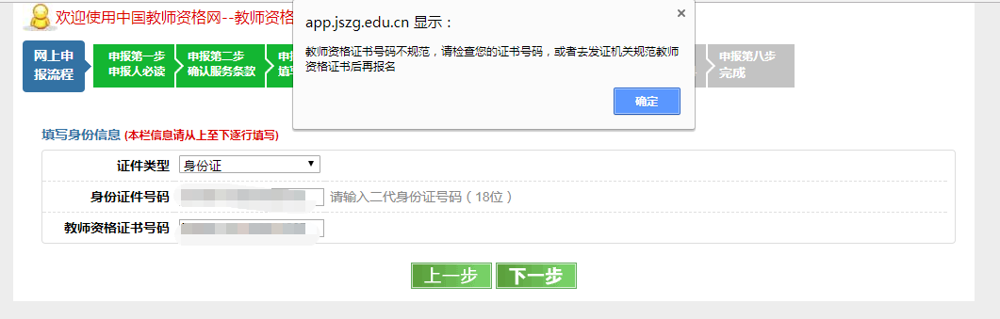 欢迎使用中国教师资格网--教师资格
app.jszg.edu.cn 显示：
教师资格证书号码不规范，请检查您的证书号码，或者去发证机关规范教师
资格证书后再报名
确定
网上申
报流程
申报第一步
申报人必读
申报第二步
确认服务条款
申报第八步
完成
填写身份信息 (本栏信息请从上至下逐行填写)
证件类型 身份证
身份证件号码 请输入二代身份证号码（18位）
教师资格证书号码
上一步 下一步